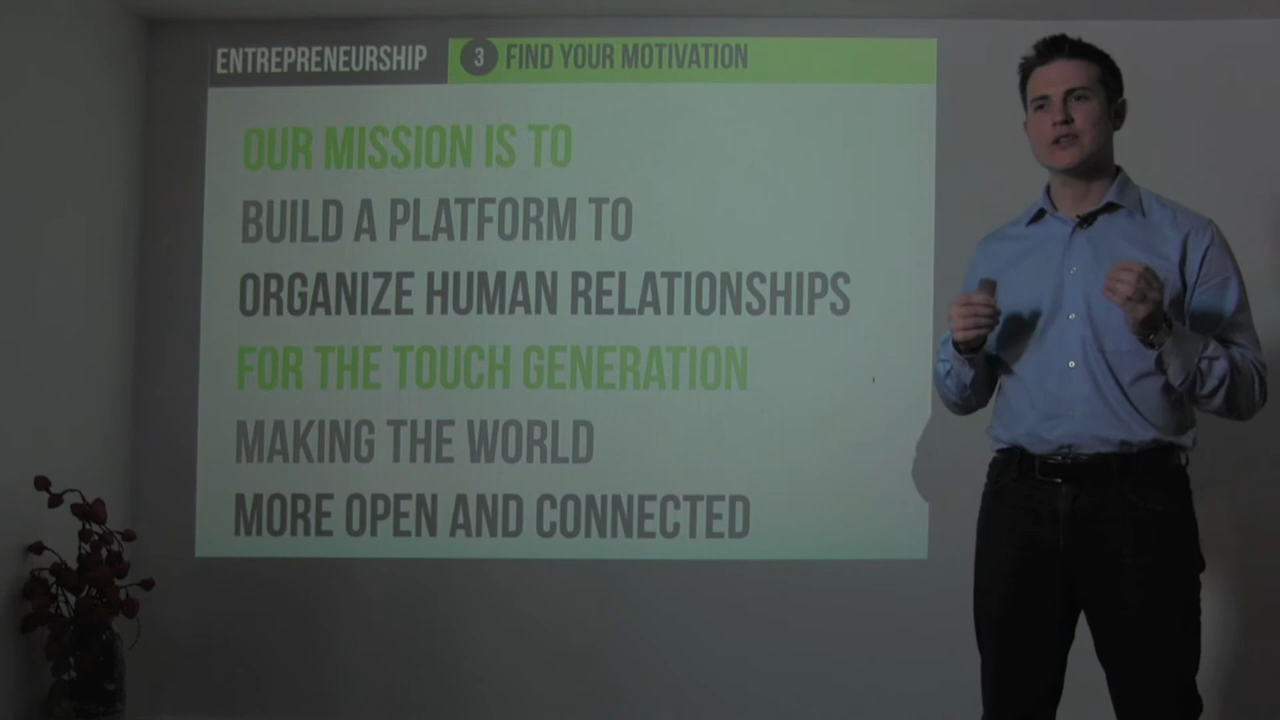 ENTREPRENEURSHIP 3 FIND YOUR MOTIVATION
OUR MISSION IS TO
BUILD A PLATFORM TO
ORGANIZE HUMAN RELATIONSHIPS
FOR THE TOUCH GENERATION
MAKING THE WORLD
MORE OPEN AND CONNECTED